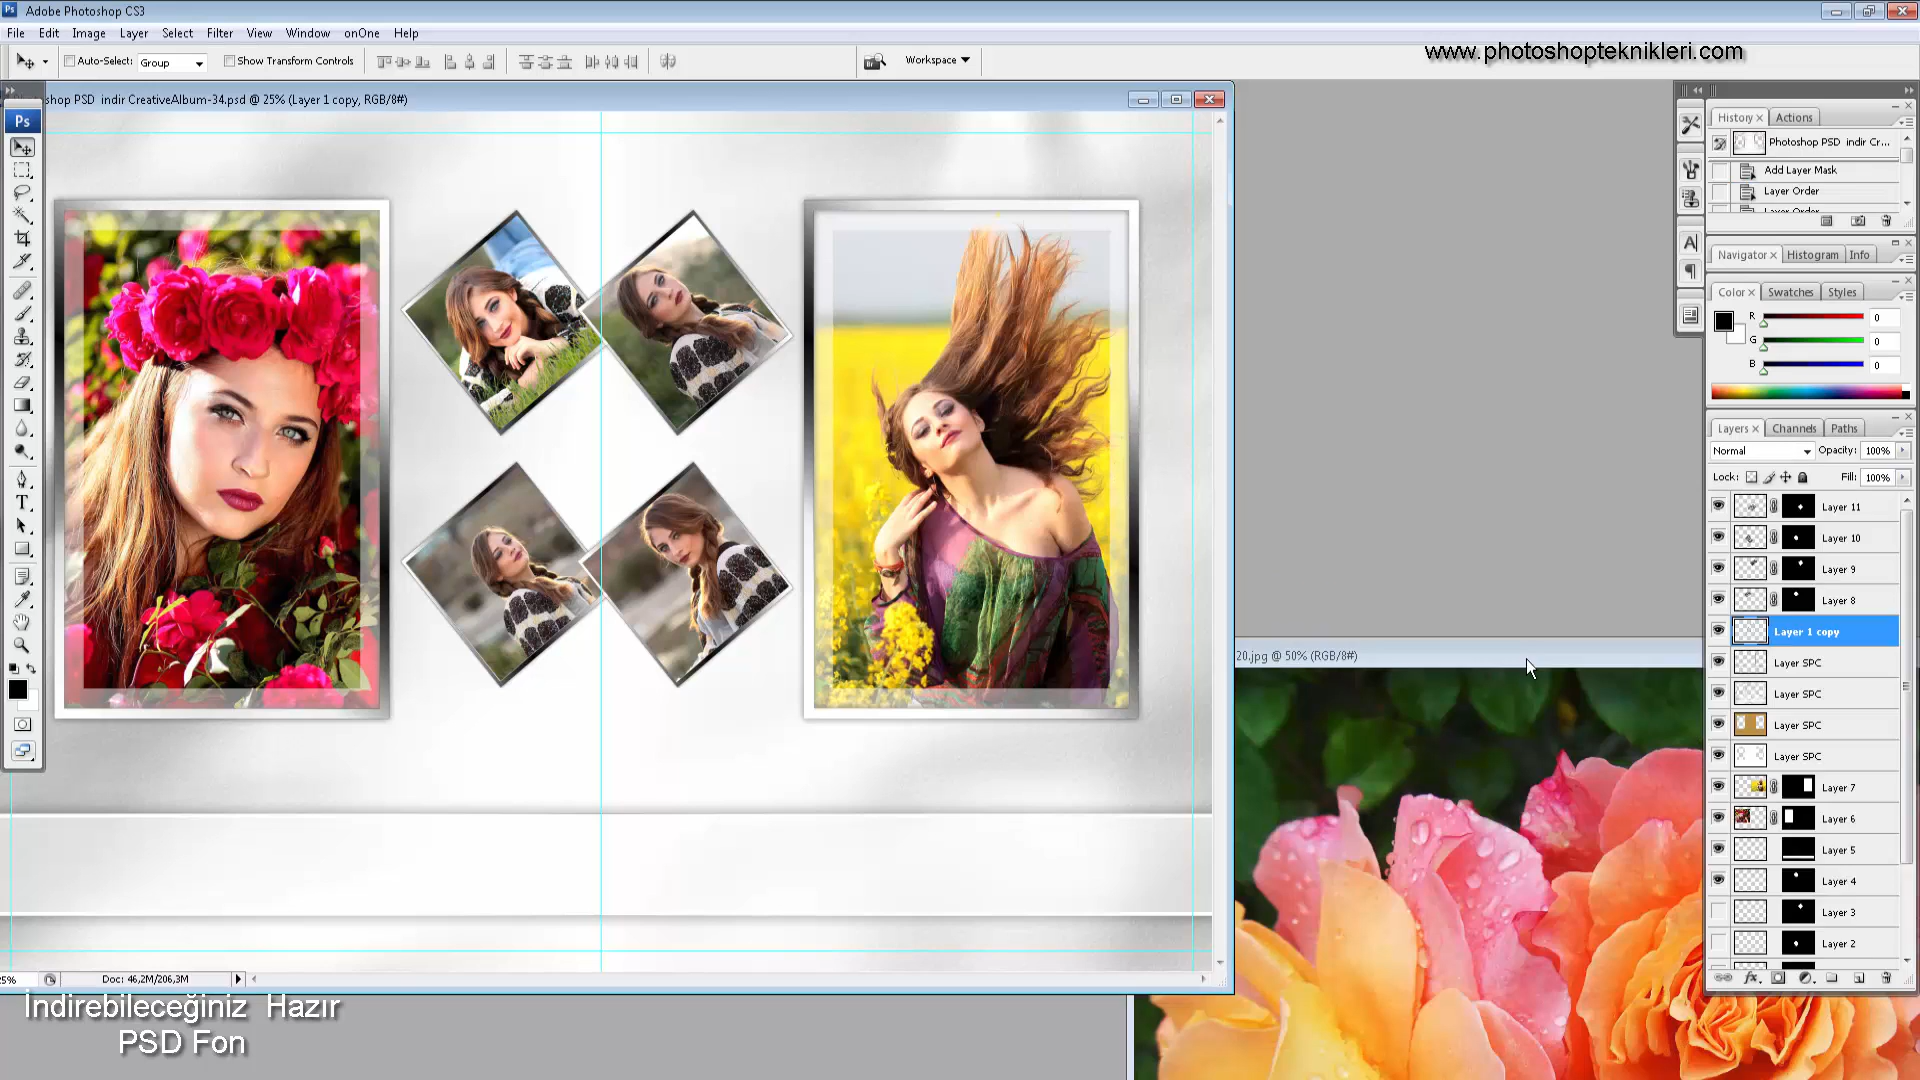 Ps Adobe Photoshop CS3
File Edit Image Layer Select Filter View Window onOne Help
Auto-Select: Group Show Transform Controls Workspace
www.photoshopteknikleri.com
shop PSD indir CreativeAlbum-34.psd @ 25% (Layer 1 copy, RGB/8#)
Ps
T
History Actions
Photoshop PSD indir Cr...
Add Layer Mask
Layer Order
Layer Order
Navigator Histogram Info
Color Swatches Styles
R 0
G 0
B 0
Layers Channels Paths
Normal Opacity: 100%
Lock: Fill: 100%
Layer 11
Layer 10
Layer 9
Layer 8
Layer 1 copy
Layer SPC
Layer SPC
Layer SPC
Layer SPC
Layer 7
Layer 6
Layer 5
Layer 4
Layer 3
Layer 2
20.jpg @ 50% (RGB/8#)
25% Doc: 46,2M/206,3M
İndirebileceğiniz Hazır
PSD Fon